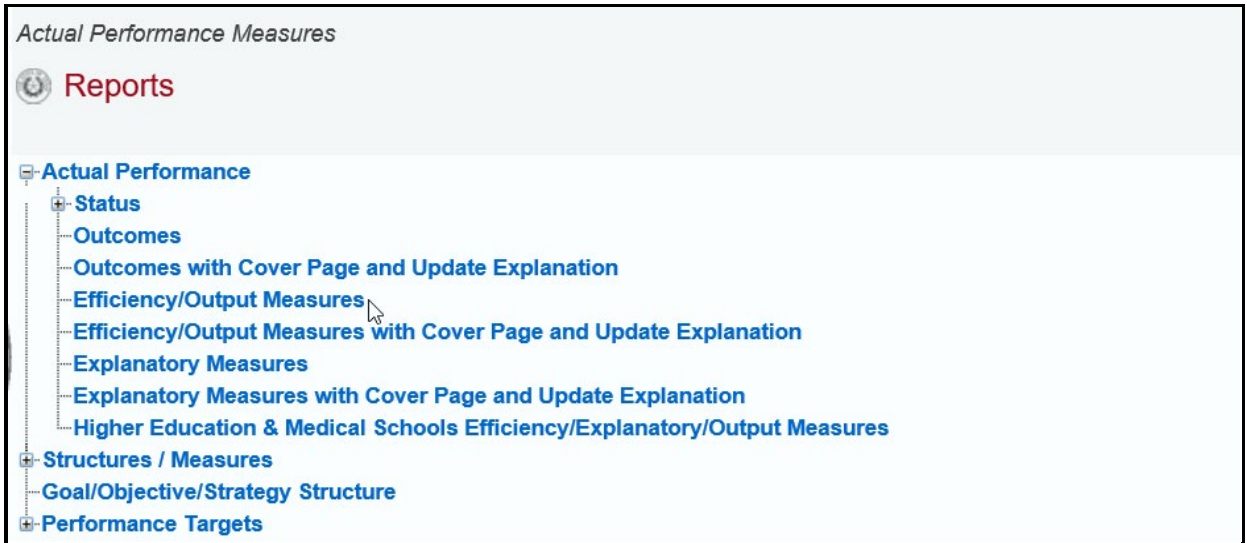 Actual Performance Measures
Reports
Actual Performance
Status
Outcomes
Outcomes with Cover Page and Update Explanation
Efficiency/Output Measures
Efficiency/Output Measures with Cover Page and Update Explanation
Explanatory Measures
Explanatory Measures with Cover Page and Update Explanation
Higher Education & Medical Schools Efficiency/Explanatory/Output Measures
Structures / Measures
Goal/Objective/Strategy Structure
Performance Targets